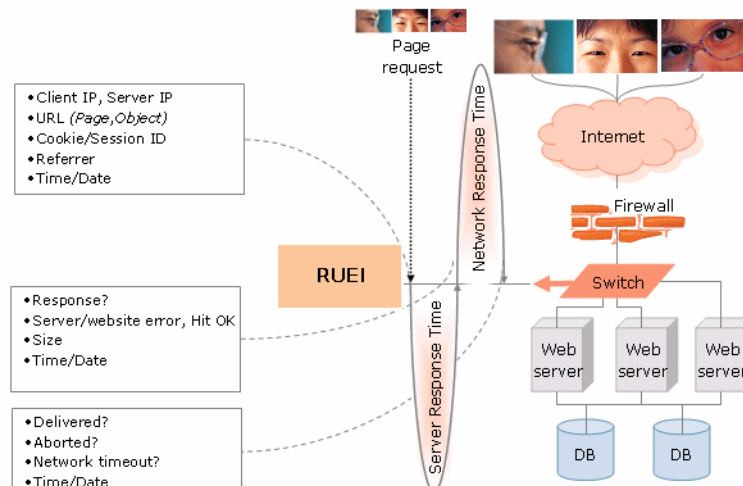 Page
request
• Client IP, Server IP
• URL (Page,Object)
• Cookie/Session ID
• Referrer
• Time/Date
Network Response Time
Internet
Firewall
RUEI
Switch
• Response?
• Server/website error, Hit OK
• Size
• Time/Date
Server Response Time
Web
server
Web
server
Web
server
• Delivered?
• Aborted?
• Network timeout?
• Time/Date
DB
DB